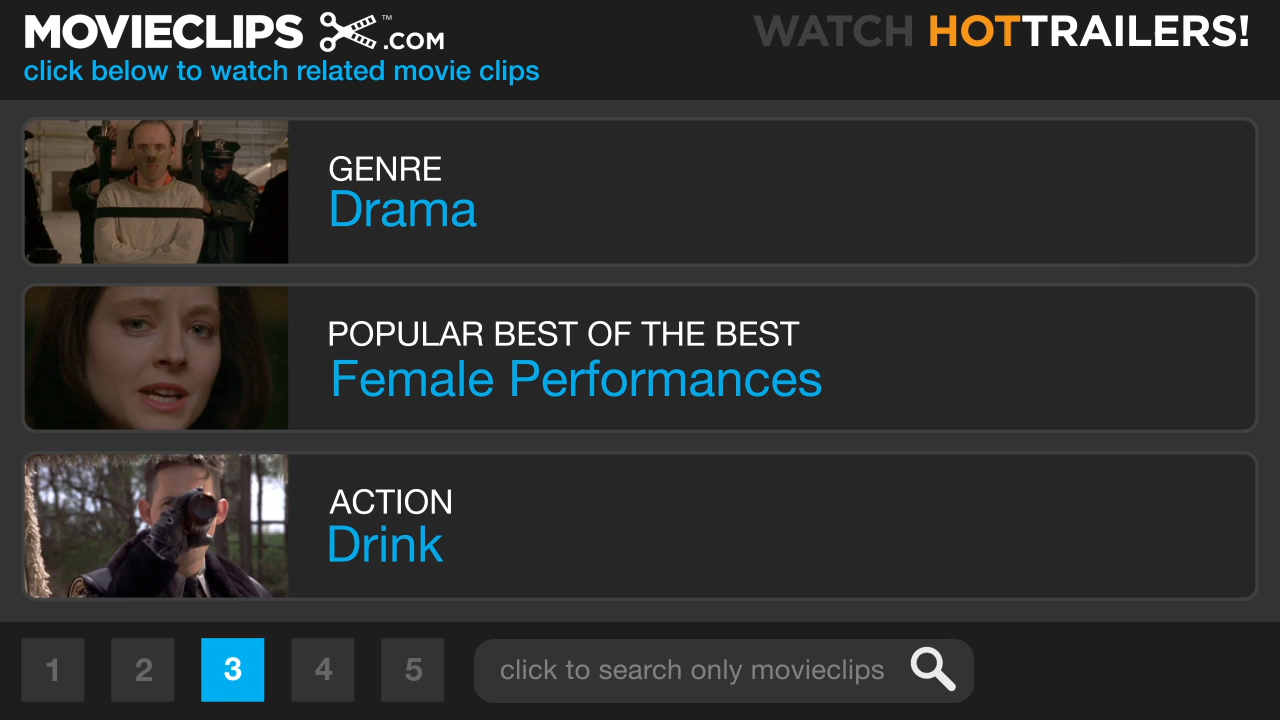 MOVIECLIPS ™ .COM
WATCH HOTTRAILERS!
click below to watch related movie clips
GENRE
Drama
POPULAR BEST OF THE BEST
Female Performances
ACTION
Drink
1 2 3 4 5
click to search only movieclips